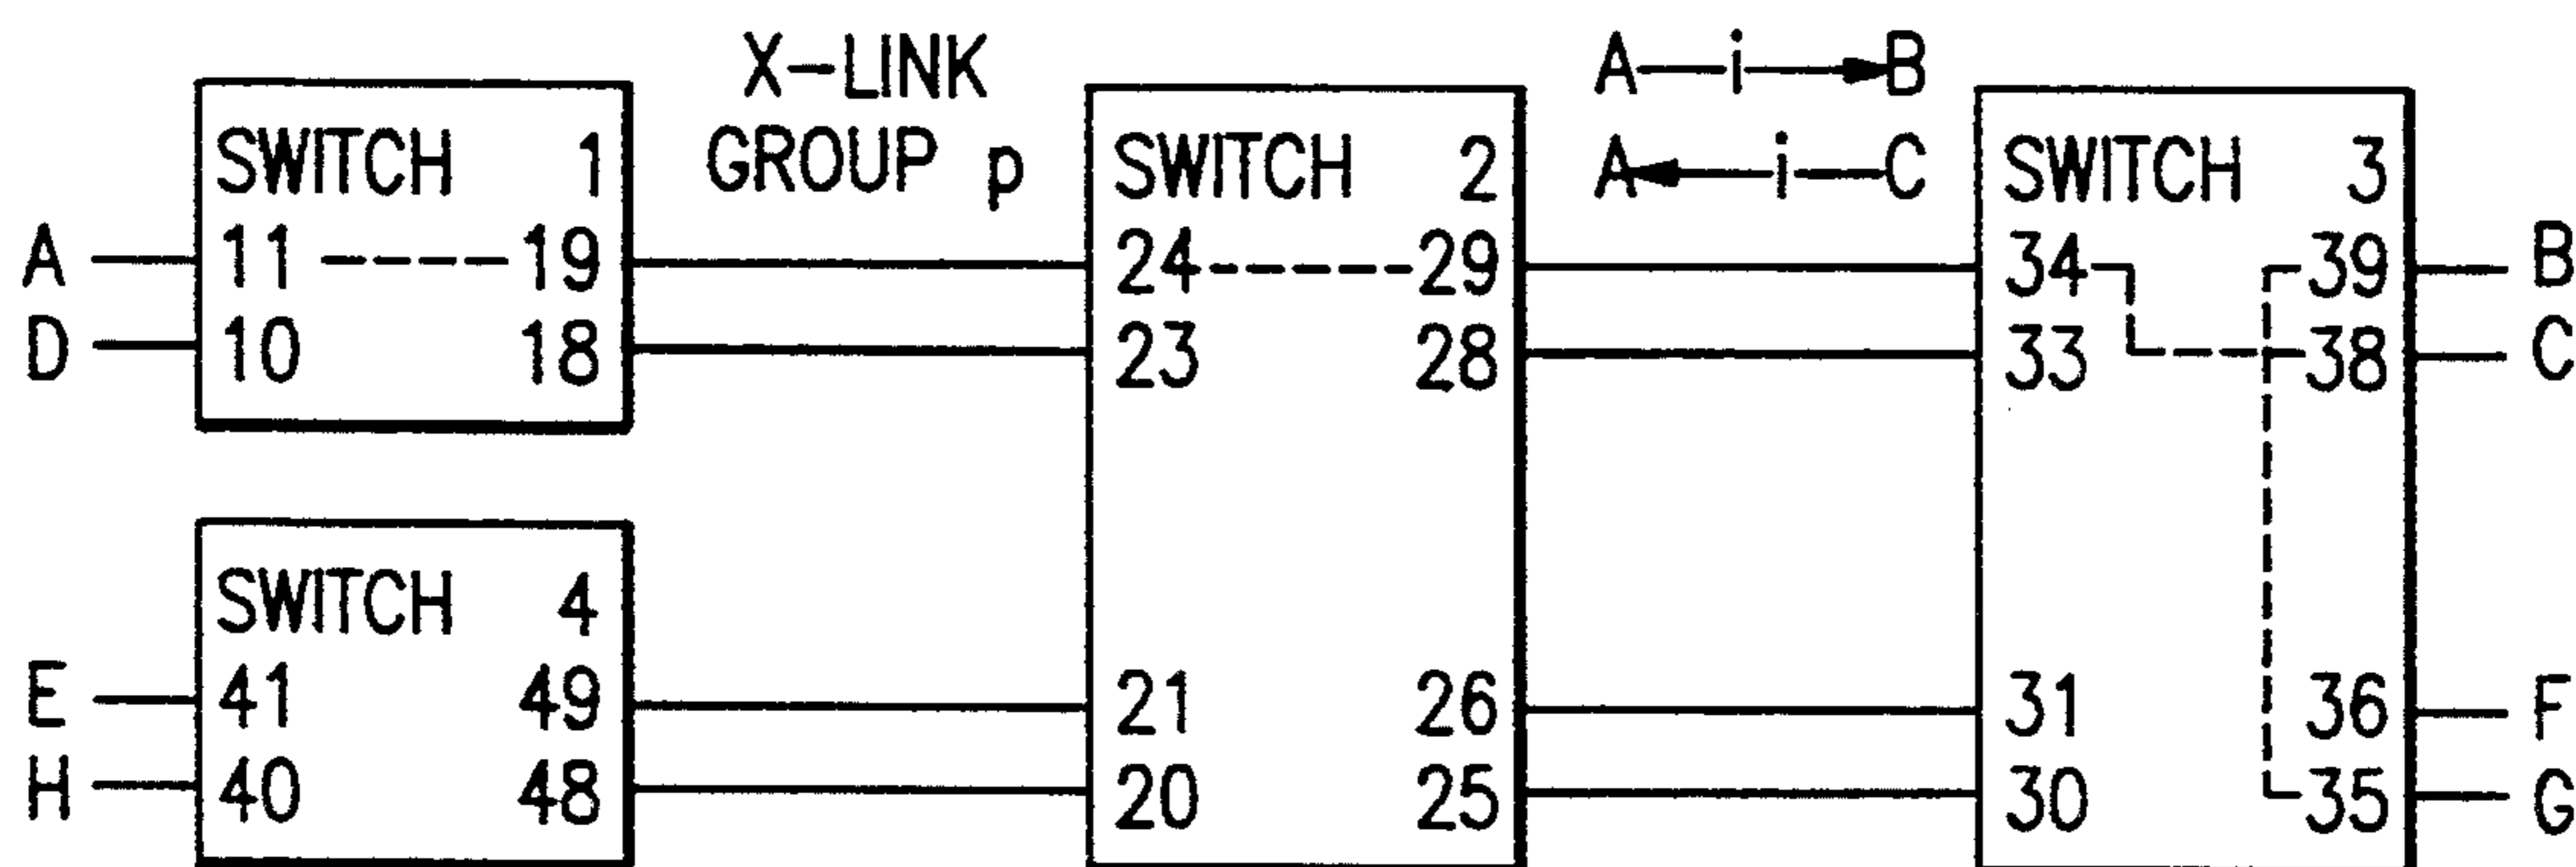 X-LINK
GROUP p
A i B
A i C
SWITCH 1
A 11 19
D 10 18
SWITCH 4
E 41 49
H 40 48
SWITCH 2
24 29
23 28
21 26
20 25
SWITCH 3
34 39 B
33 38 C
31 36 F
30 35 G